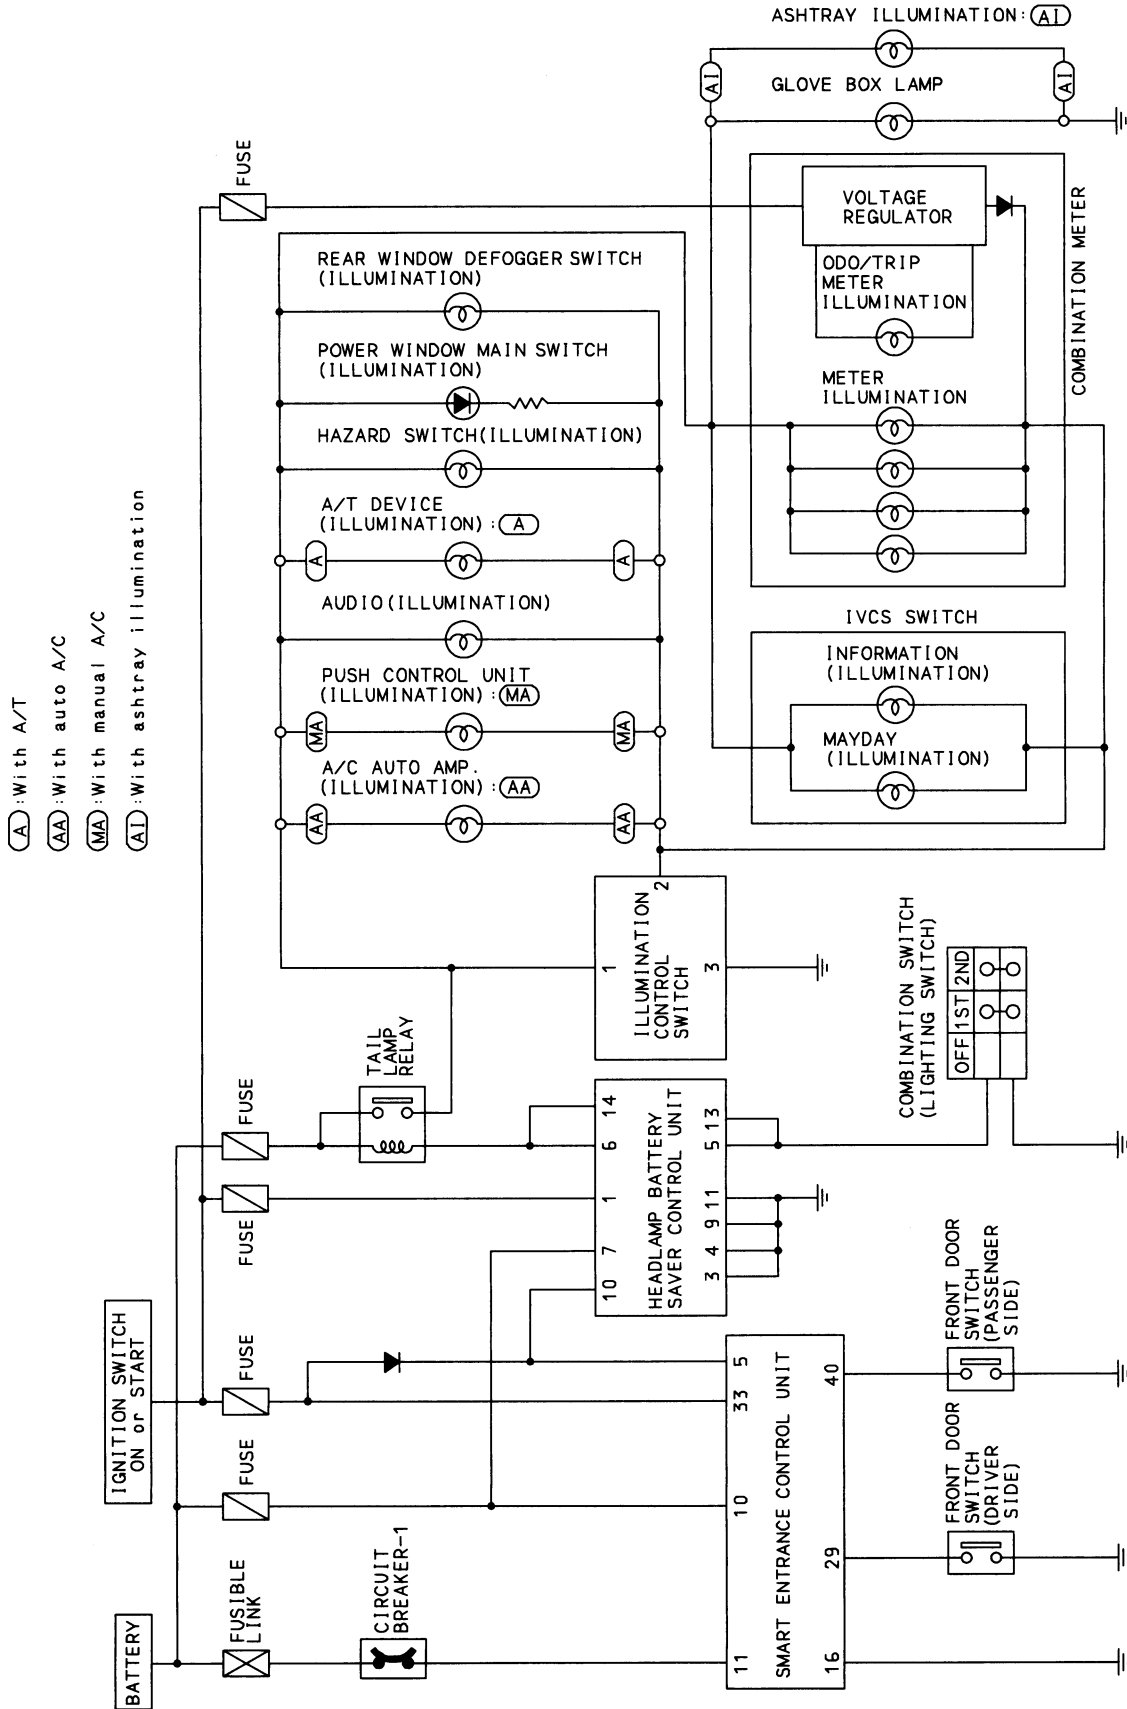 ASHTRAY ILLUMINATION:(AI)
AI
AI
GLOVE BOX LAMP
FUSE
VOLTAGE
REGULATOR
ODO/TRIP
METER
ILLUMINATION
METER
ILLUMINATION
COMBINATION METER
REAR WINDOW DEFOGGER SWITCH
(ILLUMINATION)
POWER WINDOW MAIN SWITCH
(ILLUMINATION)
HAZARD SWITCH(ILLUMINATION)
A/T DEVICE
(ILLUMINATION):(A)
A
A
AUDIO(ILLUMINATION)
PUSH CONTROL UNIT
(ILLUMINATION):(MA)
MA
MA
A/C AUTO AMP.
(ILLUMINATION):(AA)
AA
AA
IVCS SWITCH
INFORMATION
(ILLUMINATION)
MAYDAY
(ILLUMINATION)
(A):With A/T
(AA):With auto A/C
(MA):With manual A/C
(AI):With ashtray illumination
2
1
ILLUMINATION
CONTROL
SWITCH
3
TAIL
LAMP
RELAY
FUSE
FUSE
14
6
1
7
10
HEADLAMP BATTERY
SAVER CONTROL UNIT
13
5
11
9
4
3
COMBINATION SWITCH
(LIGHTING SWITCH)
OFF 1ST 2ND
IGNITION SWITCH
ON or START
FUSE
FUSE
5
33
10
11
SMART ENTRANCE CONTROL UNIT
40
29
16
FRONT DOOR
SWITCH
(PASSENGER
SIDE)
FRONT DOOR
SWITCH
(DRIVER
SIDE)
BATTERY
FUSIBLE
LINK
CIRCUIT
BREAKER-1